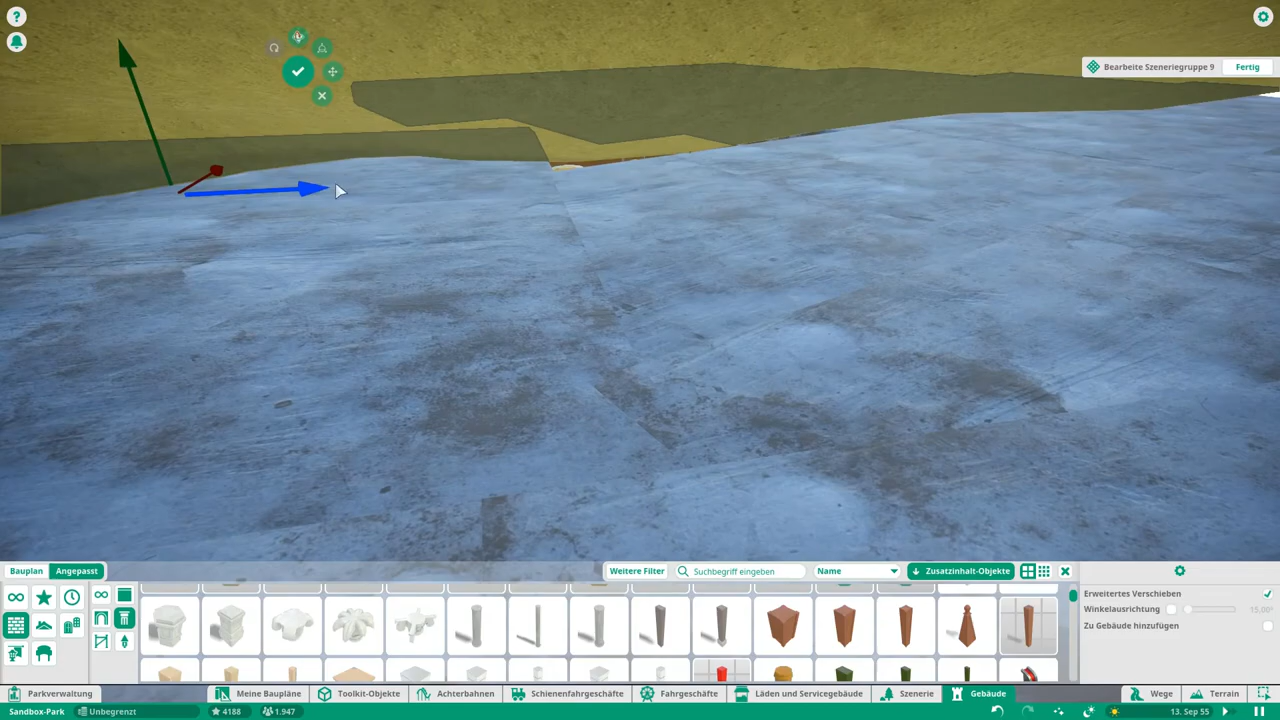 ?
Bearbeite Szeneriegruppe 9
Fertig
Bauplan
Angepasst
Weitere Filter
Suchbegriff eingeben
Name
Zusatzinhalt-Objekte
Erweitertes Verschieben
Winkelausrichtung
15,00°
Zu Gebäude hinzufügen
Parkverwaltung
Meine Baupläne
Toolkit-Objekte
Achterbahnen
Schienenfahrgeschäfte
Fahrgeschäfte
Läden und Servicegebäude
Szenerie
Gebäude
Wege
Terrain
Sandbox-Park
Unbegrenzt
4188
1.947
13. Sep 55